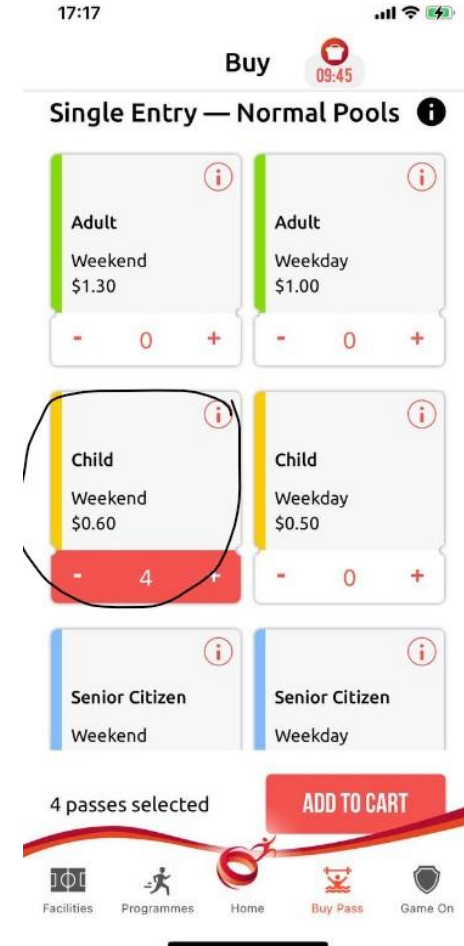 17:17
Buy
09:45
Single Entry — Normal Pools i
i i
Adult Adult
Weekend Weekday
$1.30 $1.00
- 0 + - 0 +
i i
Child Child
Weekend Weekday
$0.60 $0.50
- 4 + - 0 +
i i
Senior Citizen Senior Citizen
Weekend Weekday
4 passes selected ADD TO CART
Facilities Programmes Home Buy Pass Game On